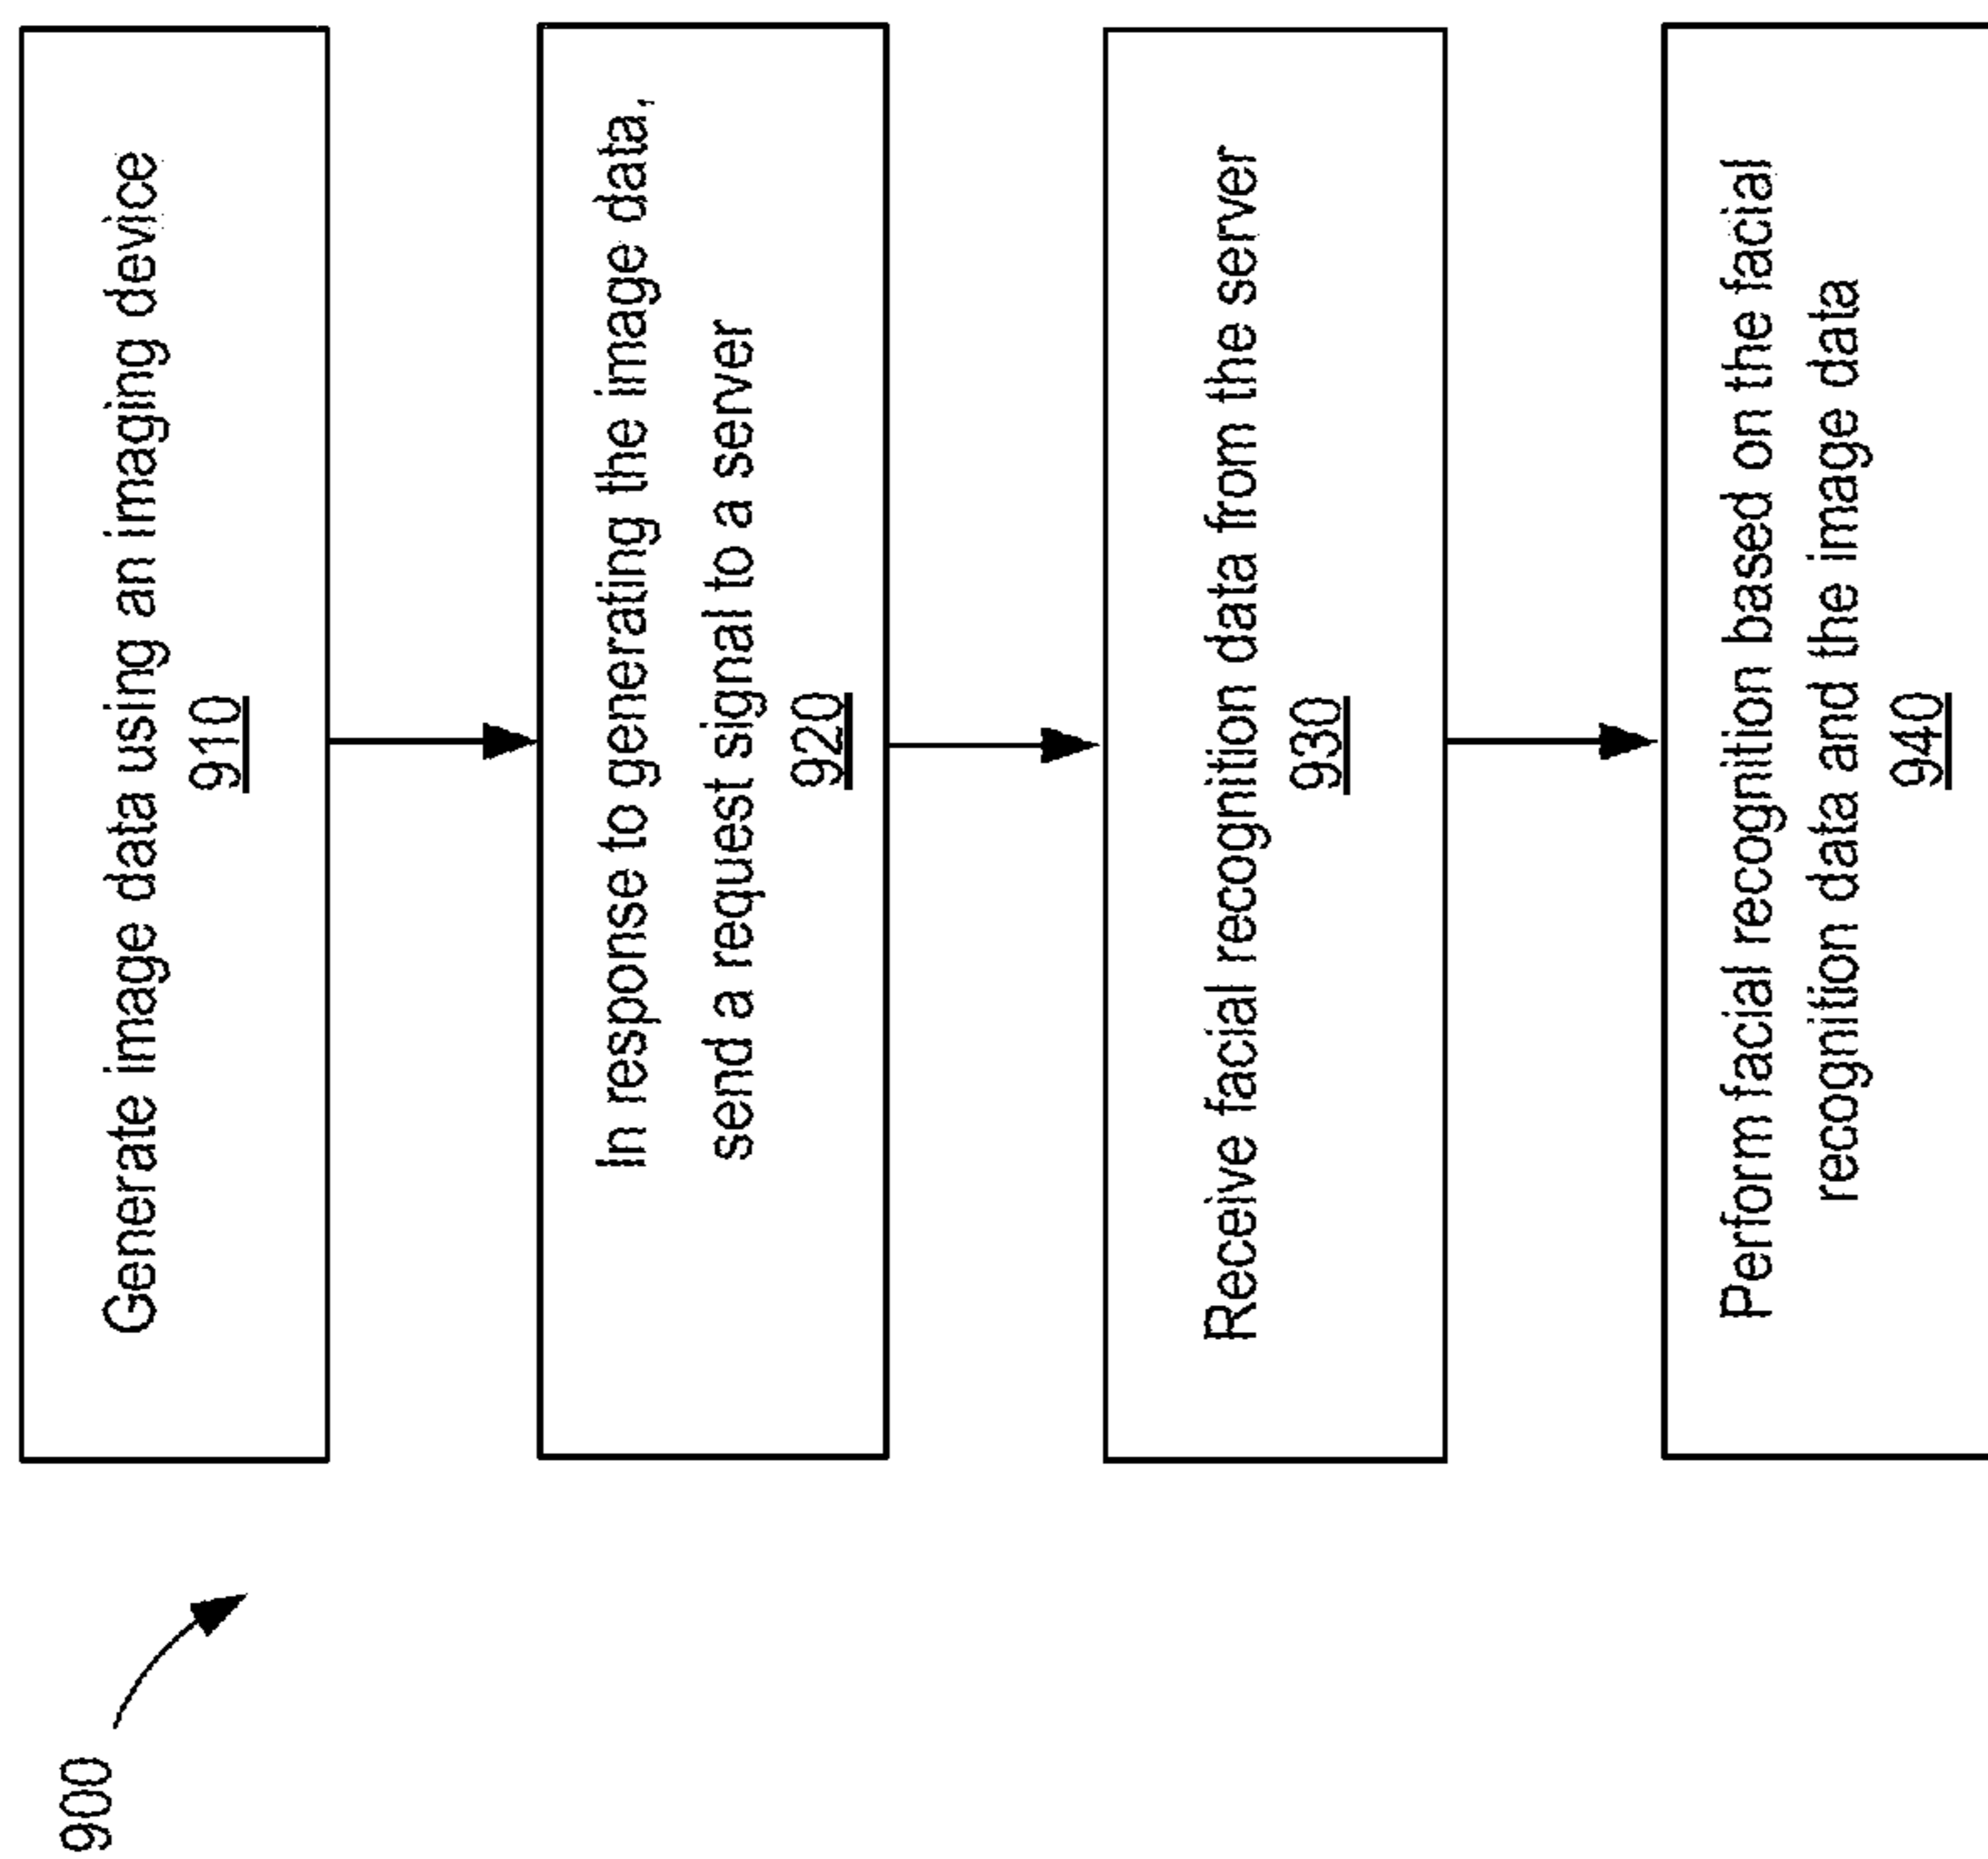 900
Generate image data using an imaging device
910
In response to generating the image data,
send a request signal to a server
920
Receive facial recognition data from the server
930
Perform facial recognition based on the facial
recognition data and the image data
940